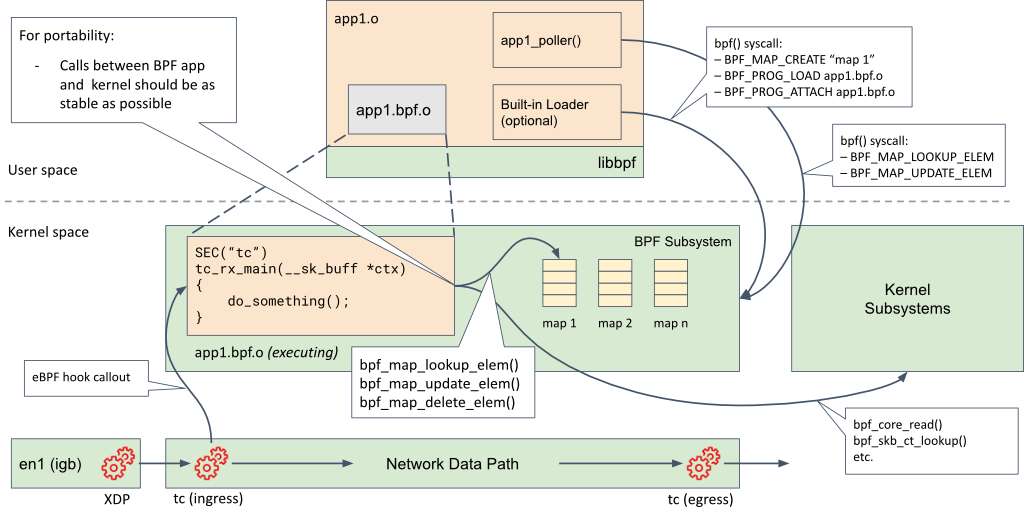 For portability:
- Calls between BPF app
and kernel should be as
stable as possible
app1.o
app1_poller()
app1.bpf.o
Built-in Loader
(optional)
libbpf
bpf() syscall:
– BPF_MAP_CREATE “map 1”
– BPF_PROG_LOAD app1.bpf.o
– BPF_PROG_ATTACH app1.bpf.o
bpf() syscall:
– BPF_MAP_LOOKUP_ELEM
– BPF_MAP_UPDATE_ELEM
User space
Kernel space
SEC(“tc”)
tc_rx_main(__sk_buff *ctx)
{
do_something();
}
app1.bpf.o (executing)
BPF Subsystem
map 1
map 2
map n
Kernel
Subsystems
eBPF hook callout
bpf_map_lookup_elem()
bpf_map_update_elem()
bpf_map_delete_elem()
bpf_core_read()
bpf_skb_ct_lookup()
etc.
en1 (igb)
Network Data Path
XDP
tc (ingress)
tc (egress)